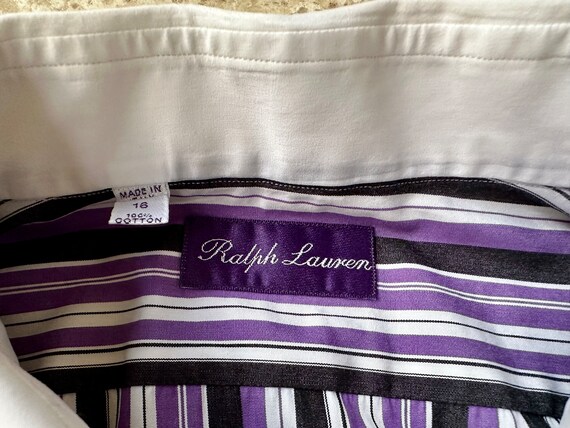 MADE IN
16
100%
COTTON
Ralph Lauren